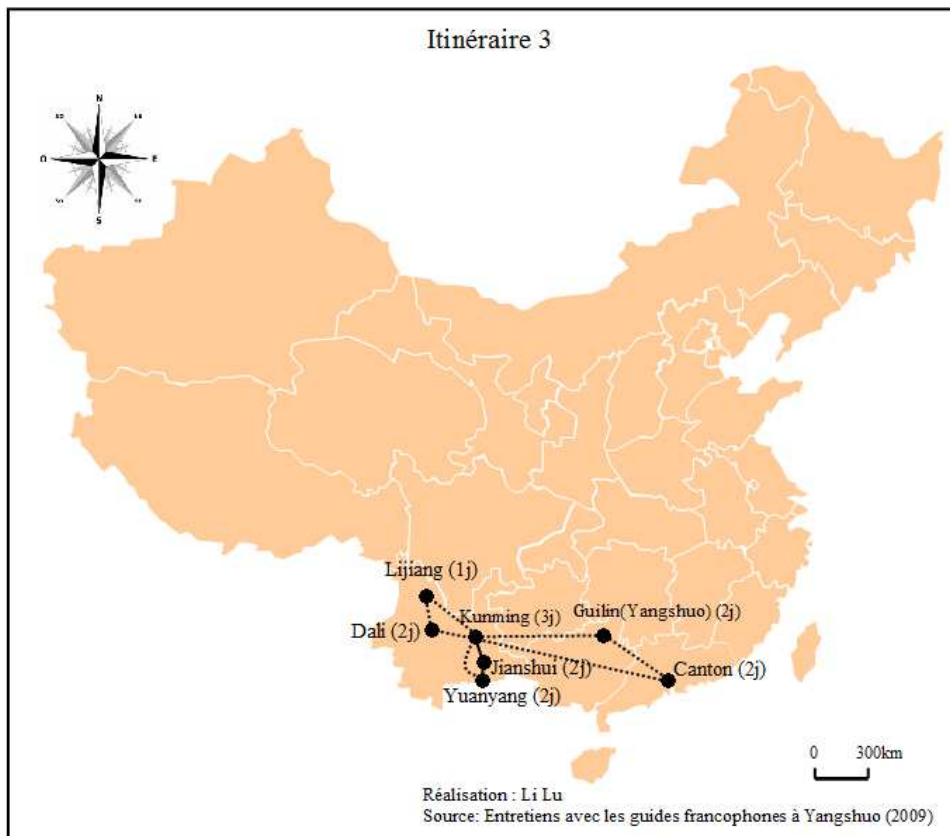 Itinéraire 3
N
O
E
S
Lijiang (1j)
Kunming (3j)
Guilin(Yangshuo) (2j)
Dali (2j)
Jianshui (2j)
Canton (2j)
Yuanyang (2j)
0 300km
Réalisation : Li Lu
Source: Entretiens avec les guides francophones à Yangshuo (2009)